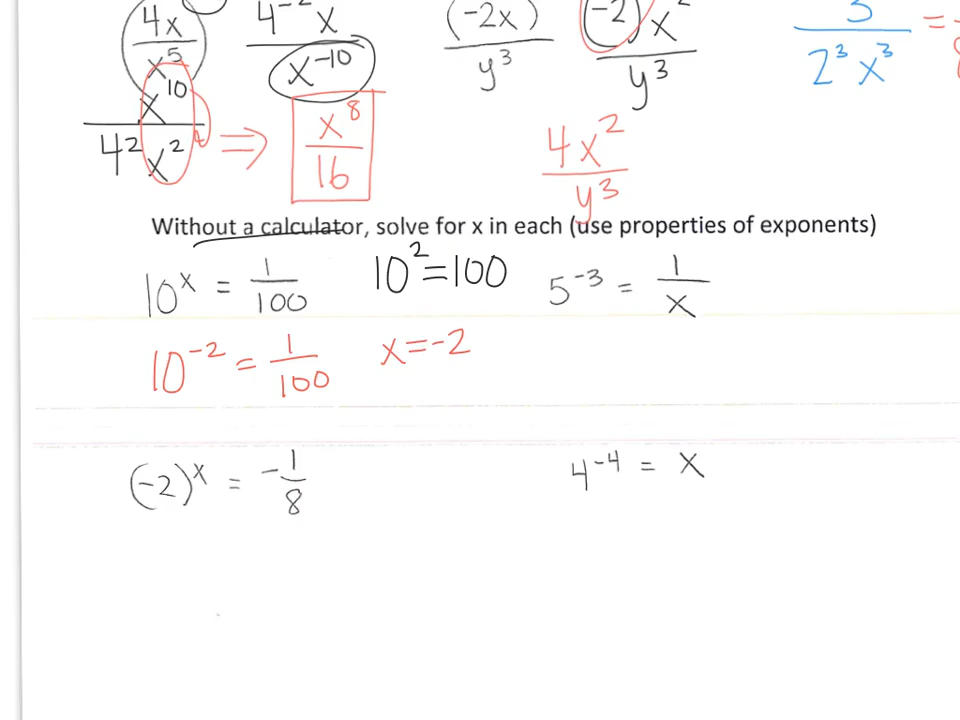 4x/x^5 4^-2 x/x^-10 (-2x)/y^3 (-2) x^2/y^3 3/2^3 x^3 =
x^10/4^2 x^2 ⇒ x^8/16 4x^2/y^3
Without a calculator, solve for x in each (use properties of exponents)
10^x = 1/100 10^2=100 5^-3 = 1/x
10^-2 = 1/100 x=-2
(-2)^x = -1/8 4^-4 = x